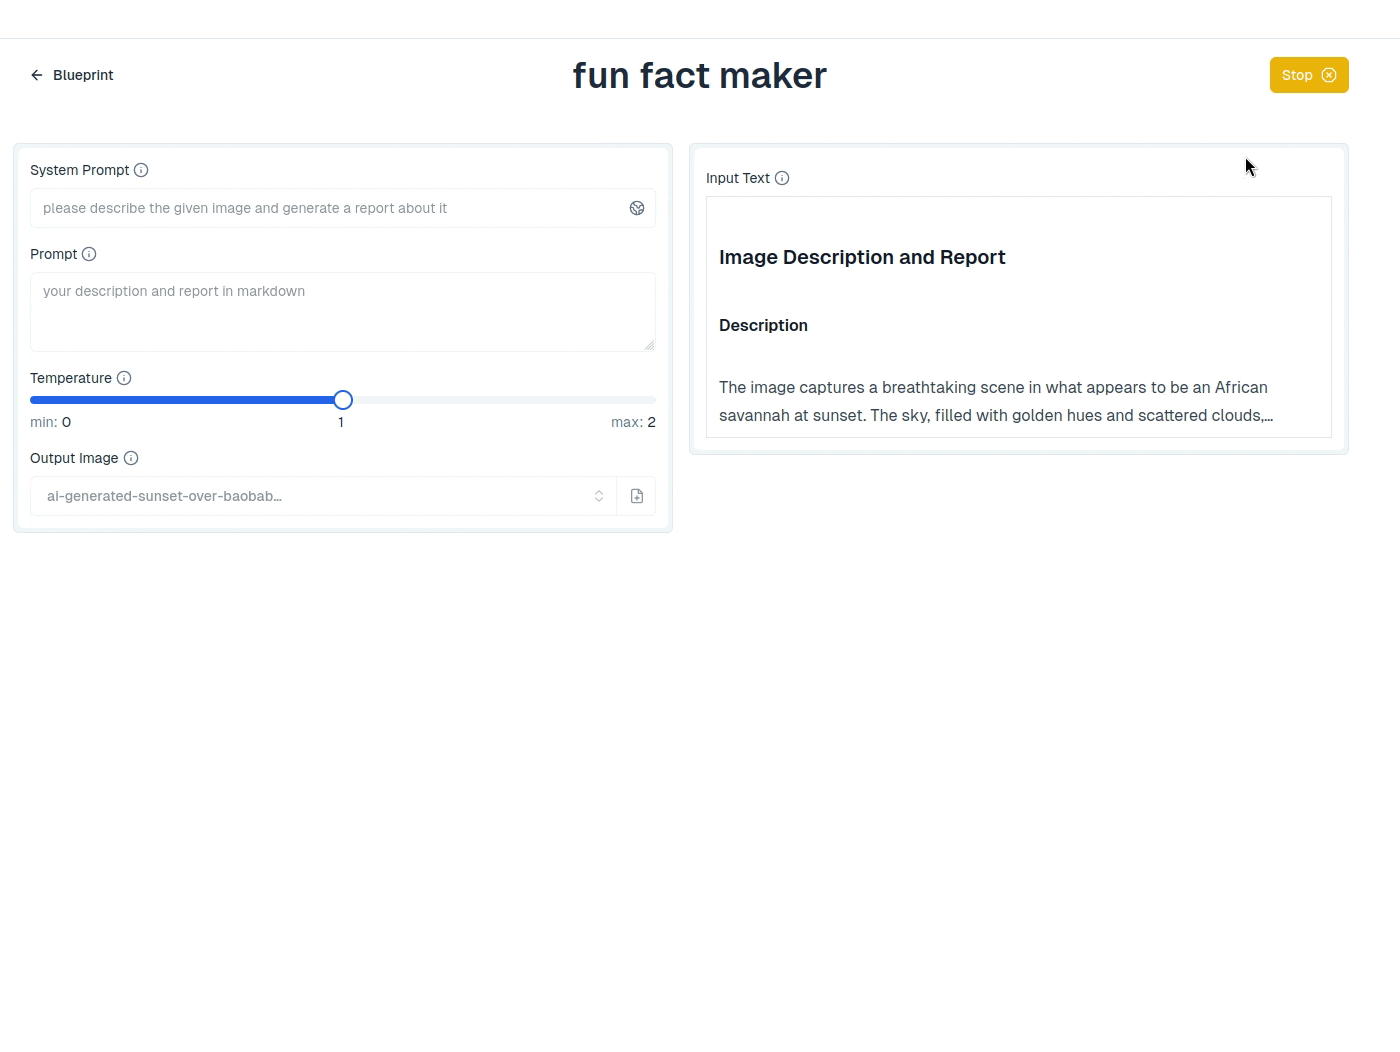 Blueprint
fun fact maker
Stop
System Prompt
please describe the given image and generate a report about it
Prompt
your description and report in markdown
Temperature
min: 0
1
max: 2
Output Image
ai-generated-sunset-over-baobab...
Input Text
Image Description and Report
Description
The image captures a breathtaking scene in what appears to be an African
savannah at sunset. The sky, filled with golden hues and scattered clouds,...